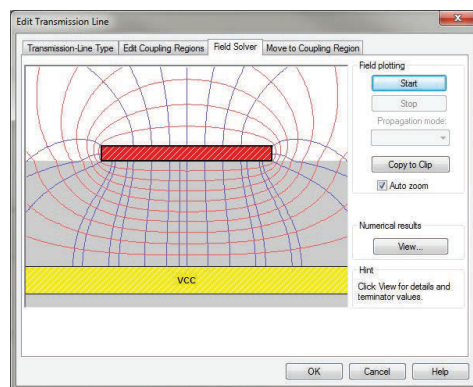 Edit Transmission Line
Transmission-Line Type
Edit Coupling Regions
Field Solver
Move to Coupling Region
VCC
Field plotting
Start
Stop
Propagation mode:
Copy to Clip
Auto zoom
Numerical results
View...
Hint
Click View for details and
terminator values.
OK
Cancel
Help